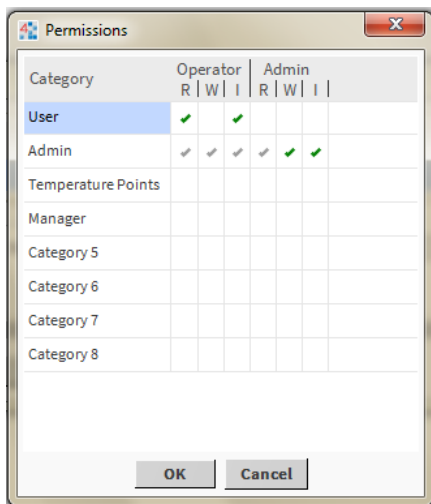 Permissions
Category Operator Admin
R W I R W I
User
Admin
Temperature Points
Manager
Category 5
Category 6
Category 7
Category 8
OK Cancel